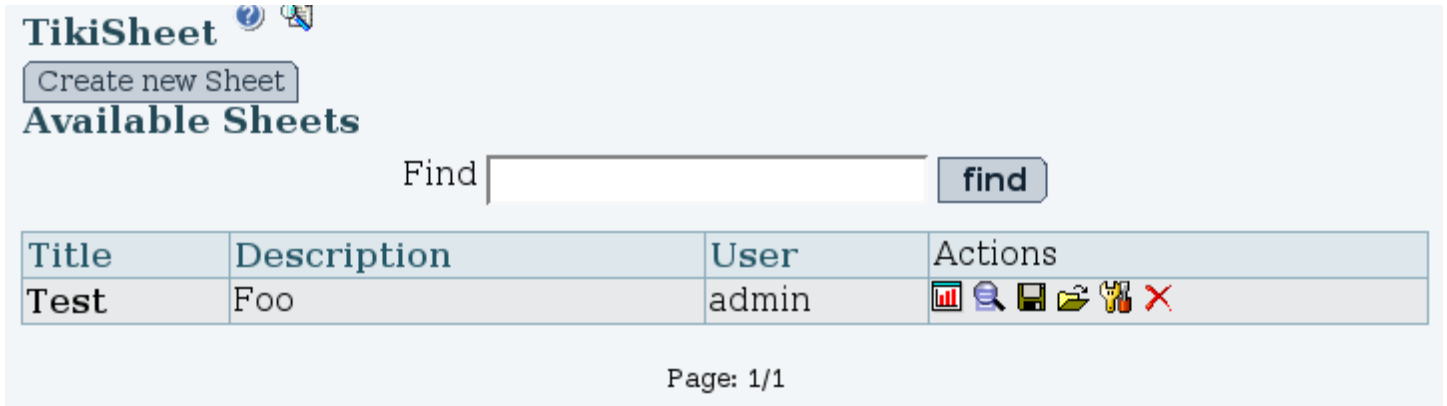 TikiSheet
Create new Sheet
Available Sheets
Find find
Title Description User Actions
Test Foo admin
Page: 1/1